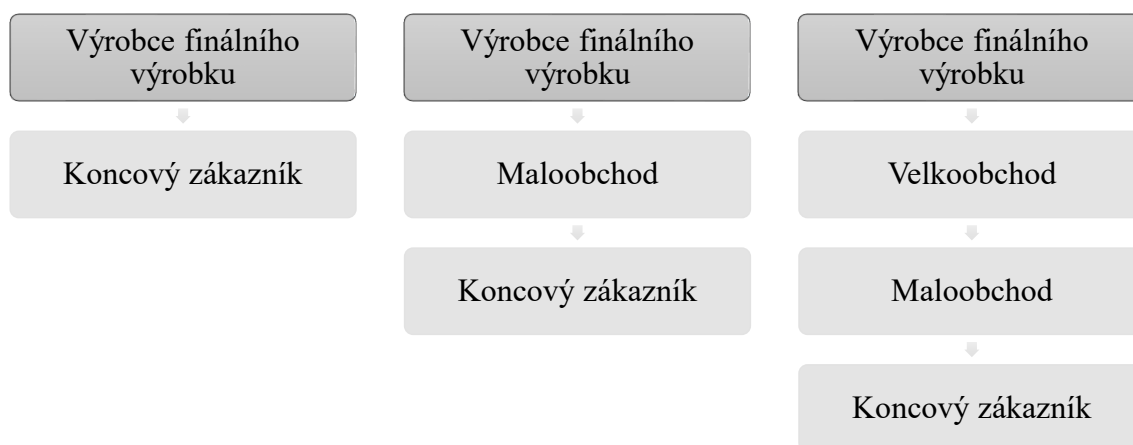 Výrobce finálního
výrobku
Koncový zákazník
Výrobce finálního
výrobku
Maloobchod
Koncový zákazník
Výrobce finálního
výrobku
Velkoobchod
Maloobchod
Koncový zákazník